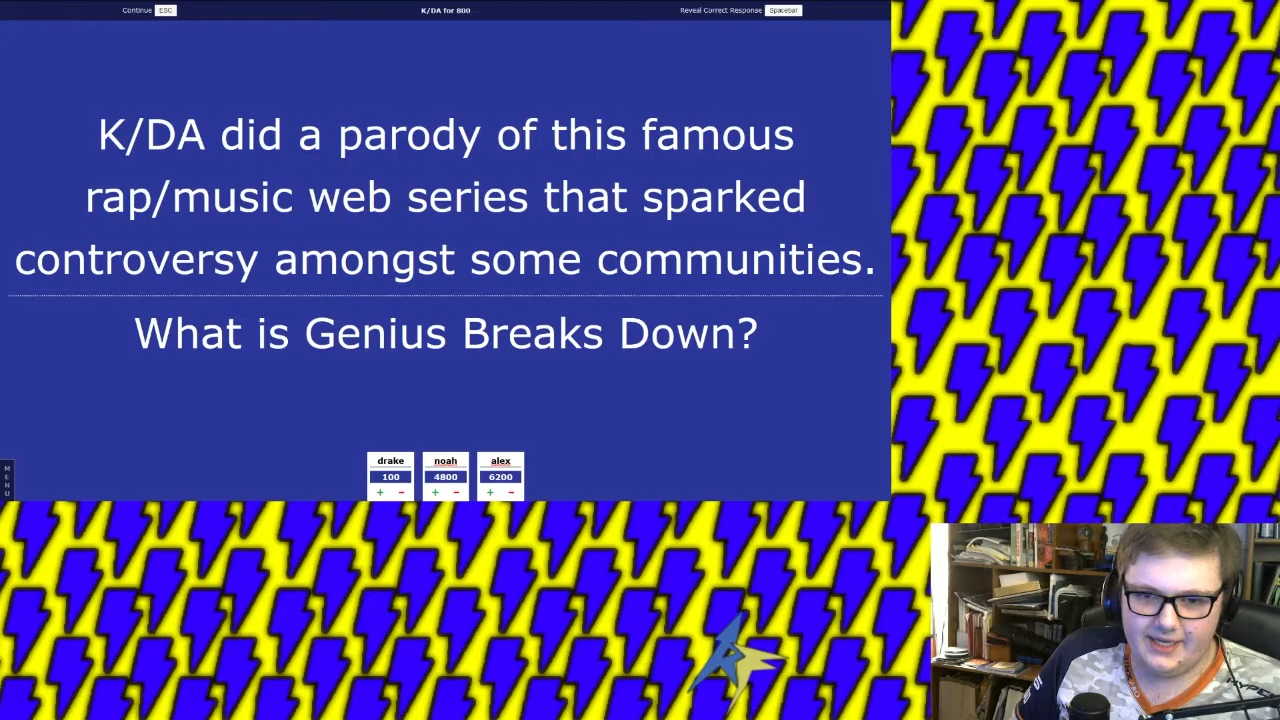 Continue ESC
K/DA for 800
Reveal Correct Response Spacebar
K/DA did a parody of this famous
rap/music web series that sparked
controversy amongst some communities.
What is Genius Breaks Down?
MENU
drake noah alex
100 4800 6200
+ - + - + -